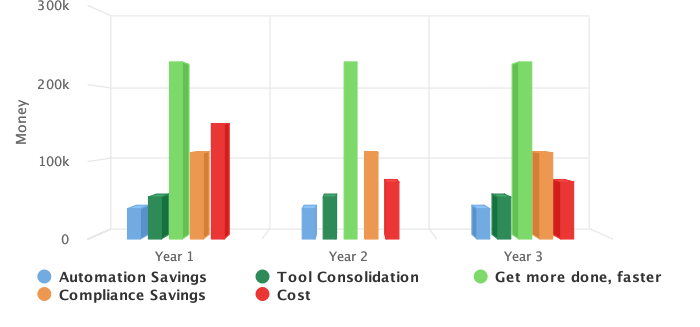 300k
200k
100k
0
Money
Year 1
Year 2
Year 3
Automation Savings
Tool Consolidation
Get more done, faster
Compliance Savings
Cost